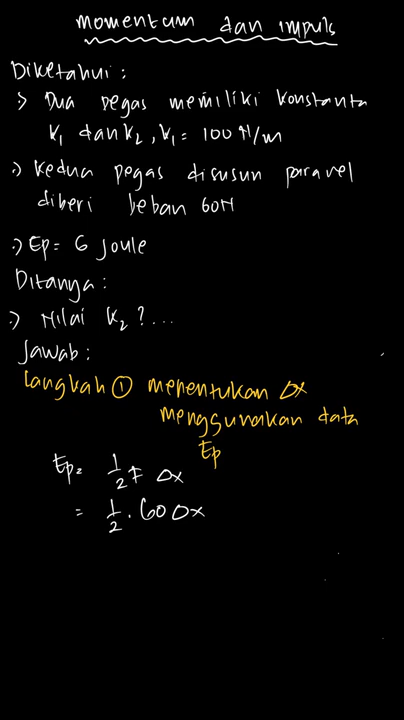 momentum dan impuls
Diketahui :
:> Dua pegas memiliki konstanta
k₁ dan k₂, k₁ = 100 N/m
:> kedua pegas disusun paravel
diberi beban 60N
:> Ep = 6 Joule
Ditanya :
:> Nilai k₂ ?...
Jawab :
Langkah ① menentukan Δx
menggunakan data
Ep
Ep = 1/2 F Δx
= 1/2 . 60 Δx